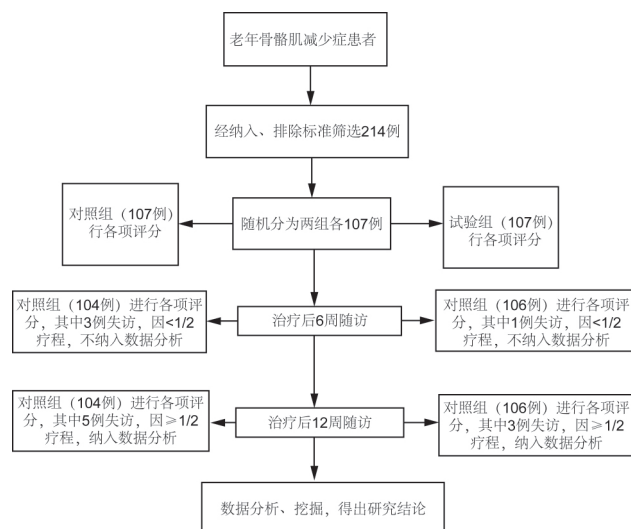 老年骨骼肌减少症患者
经纳入、排除标准筛选214例
对照组（107例）
行各项评分
随机分为两组各107例
试验组（107例）
行各项评分
对照组（104例）进行各项评
分，其中3例失访，因<1/2
疗程，不纳入数据分析
治疗后6周随访
对照组（106例）进行各项评
分，其中1例失访，因<1/2
疗程，不纳入数据分析
对照组（104例）进行各项评
分，其中5例失访，因≥1/2
疗程，纳入数据分析
治疗后12周随访
对照组（106例）进行各项评
分，其中3例失访，因≥1/2
疗程，纳入数据分析
数据分析、挖掘，得出研究结论